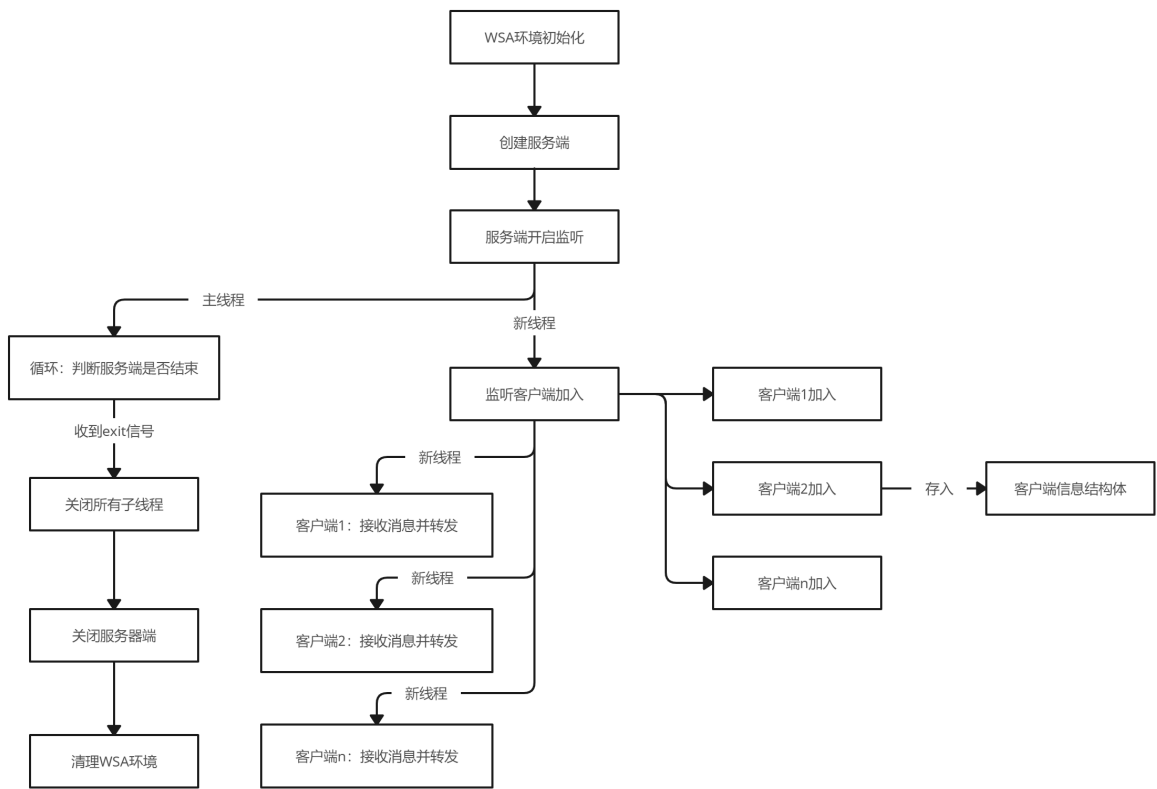 WSA环境初始化
创建服务端
服务端开启监听
主线程
新线程
循环：判断服务端是否结束
监听客户端加入
客户端1加入
收到exit信号
新线程
关闭所有子线程
客户端2加入
存入
客户端信息结构体
客户端1：接收消息并转发
新线程
客户端n加入
关闭服务器端
客户端2：接收消息并转发
新线程
清理WSA环境
客户端n：接收消息并转发